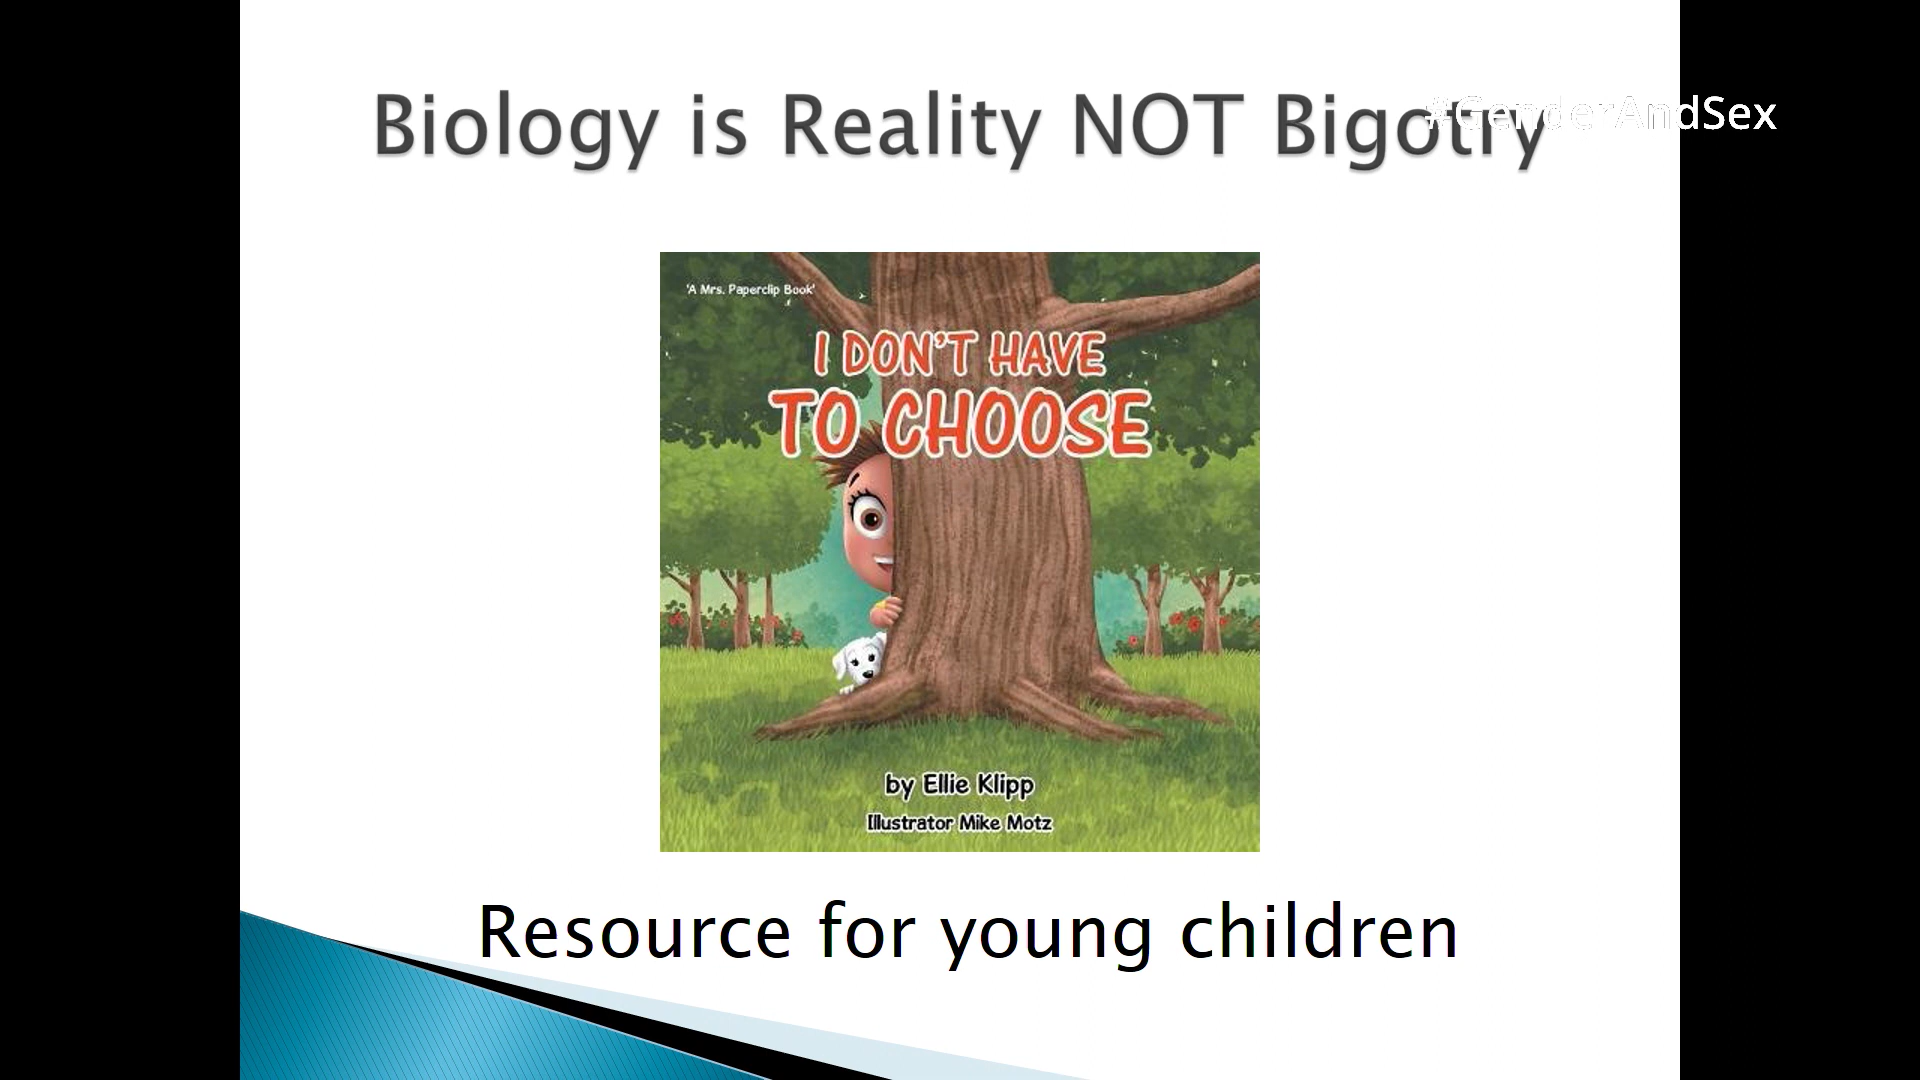 Biology is Reality NOT Bigotry
#GenderAndSex
'A Mrs. Paperclip Book'
I DON'T HAVE
TO CHOOSE
by Ellie Klipp
Illustrator Mike Motz
Resource for young children